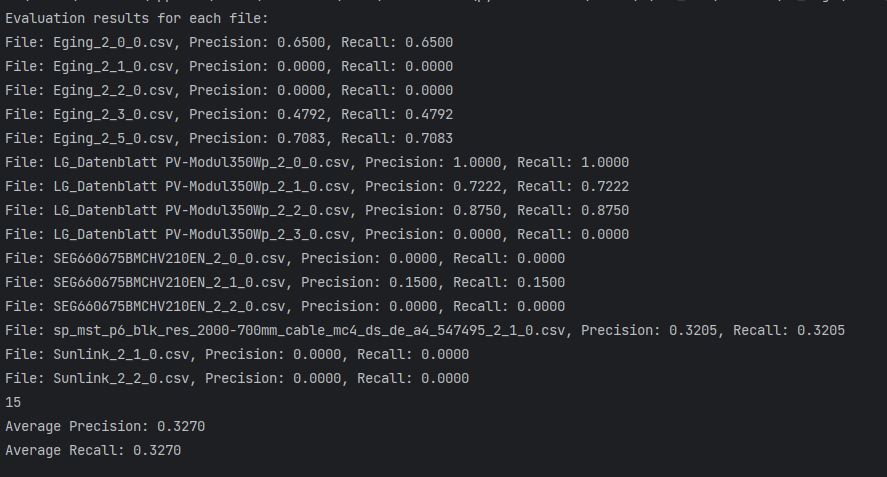 Evaluation results for each file:
File: Eging_2_0_0.csv, Precision: 0.6500, Recall: 0.6500
File: Eging_2_1_0.csv, Precision: 0.0000, Recall: 0.0000
File: Eging_2_2_0.csv, Precision: 0.0000, Recall: 0.0000
File: Eging_2_3_0.csv, Precision: 0.4792, Recall: 0.4792
File: Eging_2_5_0.csv, Precision: 0.7083, Recall: 0.7083
File: LG_Datenblatt PV-Modul350Wp_2_0_0.csv, Precision: 1.0000, Recall: 1.0000
File: LG_Datenblatt PV-Modul350Wp_2_1_0.csv, Precision: 0.7222, Recall: 0.7222
File: LG_Datenblatt PV-Modul350Wp_2_2_0.csv, Precision: 0.8750, Recall: 0.8750
File: LG_Datenblatt PV-Modul350Wp_2_3_0.csv, Precision: 0.0000, Recall: 0.0000
File: SEG660675BMCHV210EN_2_0_0.csv, Precision: 0.0000, Recall: 0.0000
File: SEG660675BMCHV210EN_2_1_0.csv, Precision: 0.1500, Recall: 0.1500
File: SEG660675BMCHV210EN_2_2_0.csv, Precision: 0.0000, Recall: 0.0000
File: sp_mst_p6_blk_res_2000-700mm_cable_mc4_ds_de_a4_547495_2_1_0.csv, Precision: 0.3205, Recall: 0.3205
File: Sunlink_2_1_0.csv, Precision: 0.0000, Recall: 0.0000
File: Sunlink_2_2_0.csv, Precision: 0.0000, Recall: 0.0000
15
Average Precision: 0.3270
Average Recall: 0.3270